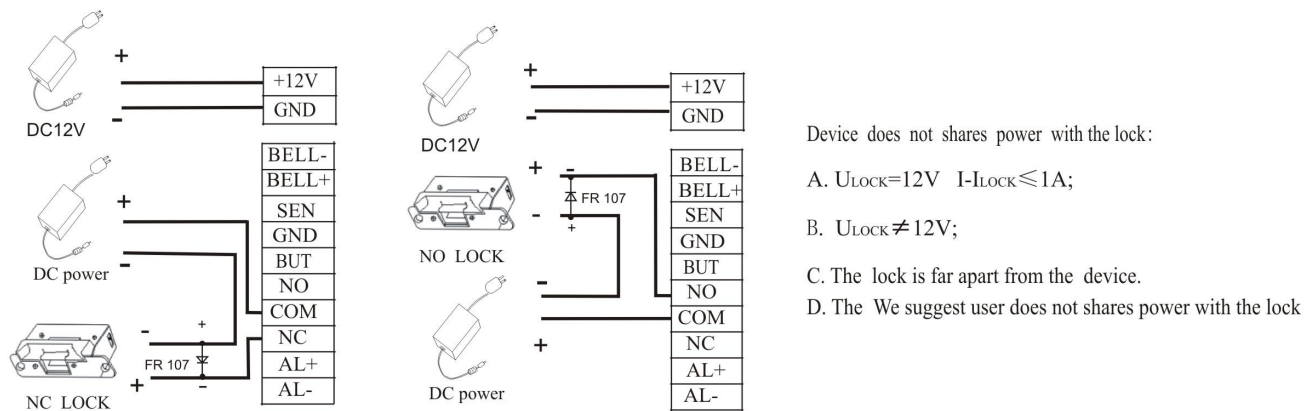 +
-
DC12V
+12V
GND
BELL-
BELL+
SEN
GND
BUT
NO
COM
NC
AL+
AL-
+
-
DC power
-
+
+
FR 107
-
NC LOCK
+
-
DC12V
+12V
GND
BELL-
BELL+
SEN
GND
BUT
NO
COM
NC
AL+
AL-
+
-
-
FR 107
+
NO LOCK
-
+
DC power
Device does not shares power with the lock:
A. ULOCK=12V I-ILOCK≤1A;
B. ULOCK≠12V;
C. The lock is far apart from the device.
D. The We suggest user does not shares power with the lock